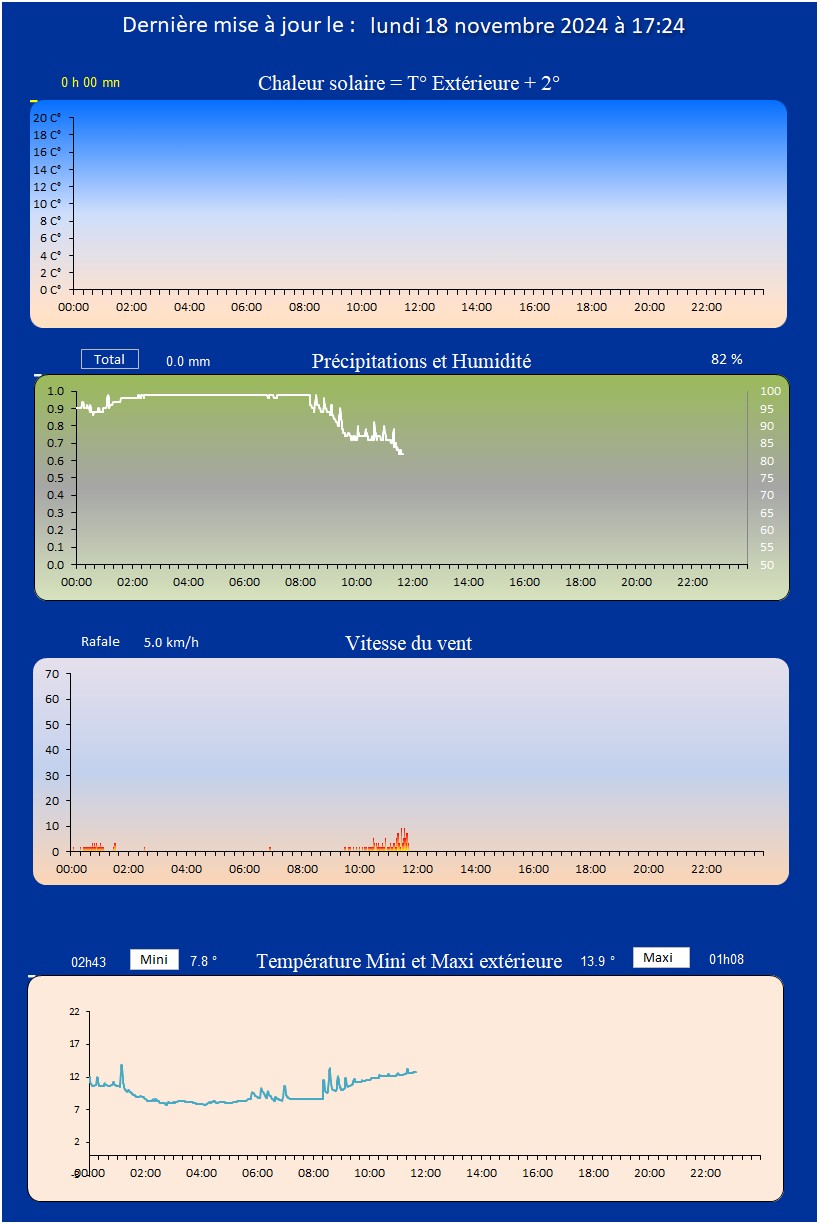 Dernière mise à jour le : lundi 18 novembre 2024 à 17:24
0 h 00 mn Chaleur solaire = T° Extérieure + 2°
20 C°
18 C°
16 C°
14 C°
12 C°
10 C°
8 C°
6 C°
4 C°
2 C°
0 C°
00:00 02:00 04:00 06:00 08:00 10:00 12:00 14:00 16:00 18:00 20:00 22:00
Total 0.0 mm Précipitations et Humidité 82 %
1.0 100
0.9 95
0.8 90
0.7 85
0.6 80
0.5 75
0.4 70
0.3 65
0.2 60
0.1 55
0.0 50
00:00 02:00 04:00 06:00 08:00 10:00 12:00 14:00 16:00 18:00 20:00 22:00
Rafale 5.0 km/h Vitesse du vent
70
60
50
40
30
20
10
0
00:00 02:00 04:00 06:00 08:00 10:00 12:00 14:00 16:00 18:00 20:00 22:00
02h43 Mini 7.8 ° Température Mini et Maxi extérieure 13.9 ° Maxi 01h08
22
17
12
7
2
-3
00:00 02:00 04:00 06:00 08:00 10:00 12:00 14:00 16:00 18:00 20:00 22:00